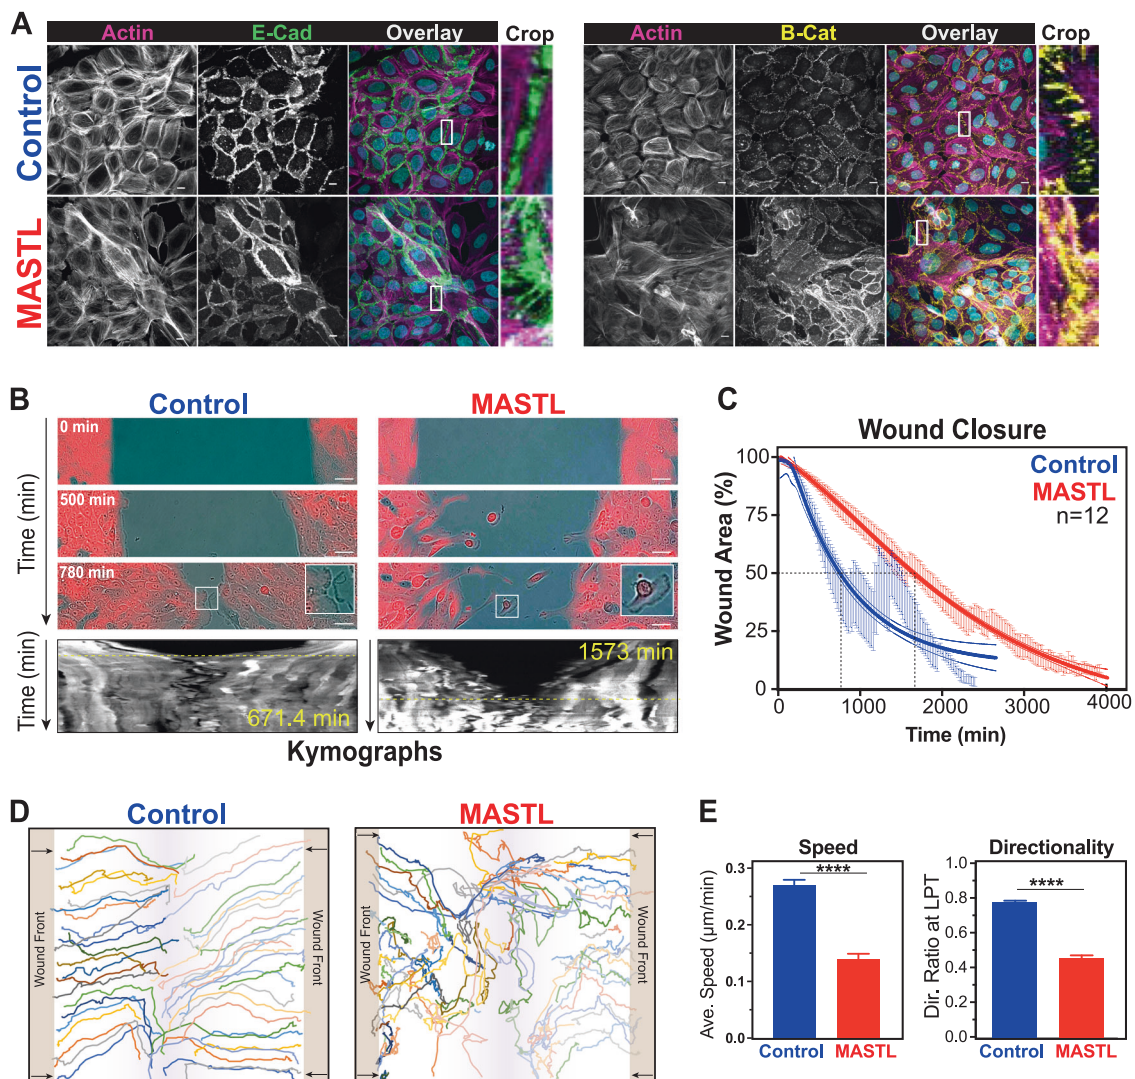 A
Actin E-Cad Overlay Crop
Actin B-Cat Overlay Crop
Control
MASTL
B
Control MASTL
Time (min)
0 min
500 min
780 min
Time (min)
671.4 min
1573 min
Kymographs
C
Wound Closure
Control
MASTL
n=12
Wound Area (%)
100
75
50
25
0
0 1000 2000 3000 4000
Time (min)
D
Control MASTL
Wound Front
Wound Front
Wound Front
Wound Front
E
Speed
****
Ave. Speed (µm/min)
0.3
0.2
0.1
0.0
Control MASTL
Directionality
****
Dir. Ratio at LPT
1.0
0.8
0.6
0.4
0.2
0.0
Control MASTL